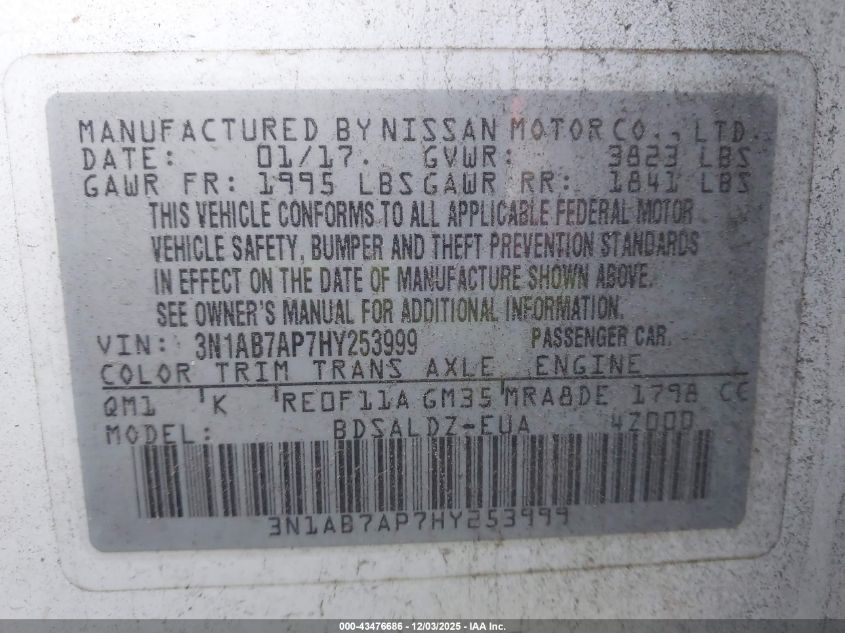 MANUFACTURED BY NISSAN MOTOR CO., LTD.
DATE: 01/17. GVWR: 3823 LBS
GAWR FR: 1995 LBS GAWR RR: 1841 LBS
THIS VEHICLE CONFORMS TO ALL APPLICABLE FEDERAL MOTOR
VEHICLE SAFETY, BUMPER AND THEFT PREVENTION STANDARDS
IN EFFECT ON THE DATE OF MANUFACTURE SHOWN ABOVE.
SEE OWNER'S MANUAL FOR ADDITIONAL INFORMATION.
VIN: 3N1AB7AP7HY253999 PASSENGER CAR.
COLOR TRIM TRANS AXLE ENGINE
QM1 K RE0F11A GM35 MRA8DE 1798 CC
MODEL: BDSALDZ-EUA 4Z000
3N1AB7AP7HY253999
000-43476686 - 12/03/2025 - IAA Inc.